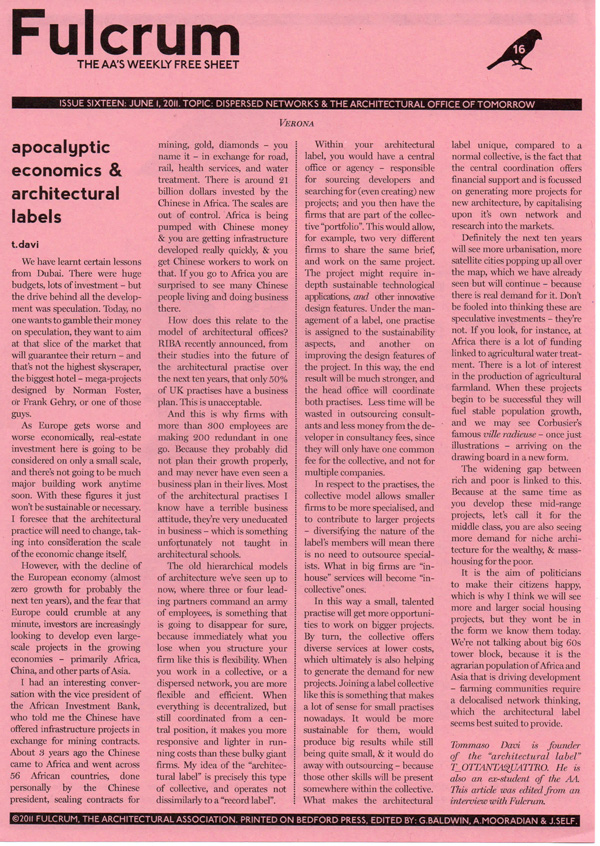 Fulcrum
THE AA'S WEEKLY FREE SHEET
16
ISSUE SIXTEEN: JUNE 1, 2011. TOPIC: DISPERSED NETWORKS & THE ARCHITECTURAL OFFICE OF TOMORROW
VERONA
apocalyptic
economics &
architectural
labels
t.davi
We have learnt certain lessons
from Dubai. There were huge
budgets, lots of investment – but
the drive behind all the develop-
ment was speculation. Today, no
one wants to gamble their money
on speculation, they want to aim
at that slice of the market that
will guarantee their return – and
that's not the highest skyscraper,
the biggest hotel – mega-projects
designed by Norman Foster,
or Frank Gehry, or one of those
guys.
As Europe gets worse and
worse economically, real-estate
investment here is going to be
considered on only a small scale,
and there's not going to be much
major building work anytime
soon. With these figures it just
won't be sustainable or necessary.
I foresee that the architectural
practice will need to change, tak-
ing into consideration the scale
of the economic change itself,
However, with the decline of
the European economy (almost
zero growth for probably the
next ten years), and the fear that
Europe could crumble at any
minute, investors are increasingly
looking to develop even large-
scale projects in the growing
economies – primarily Africa,
China, and other parts of Asia.
I had an interesting conver-
sation with the vice president of
the African Investment Bank,
who told me the Chinese have
offered infrastructure projects in
exchange for mining contracts.
About 3 years ago the Chinese
came to Africa and went across
56 African countries, done
personally by the Chinese
president, sealing contracts for
mining, gold, diamonds – you
name it – in exchange for road,
rail, health services, and water
treatment. There is around 21
billion dollars invested by the
Chinese in Africa. The scales are
out of control. Africa is being
pumped with Chinese money
& you are getting infrastructure
developed really quickly, & you
get Chinese workers to work on
that. If you go to Africa you are
surprised to see many Chinese
people living and doing business
there.
How does this relate to the
model of architectural offices?
RIBA recently announced, from
their studies into the future of
the architectural practise over
the next ten years, that only 50%
of UK practises have a business
plan. This is unacceptable.
And this is why firms with
more than 300 employees are
making 200 redundant in one
go. Because they probably did
not plan their growth properly,
and may never have even seen a
business plan in their lives. Most
of the architectural practises I
know have a terrible business
attitude, they're very uneducated
in business – which is something
unfortunately not taught in
architectural schools.
The old hierarchical models
of architecture we've seen up to
now, where three or four lead-
ing partners command an army
of employees, is something that
is going to disappear for sure,
because immediately what you
lose when you structure your
firm like this is flexibility. When
you work in a collective, or a
dispersed network, you are more
flexible and efficient. When
everything is decentralized, but
still coordinated from a cen-
tral position, it makes you more
responsive and lighter in run-
ning costs than these bulky giant
firms. My idea of the "architec-
tural label" is precisely this type
of collective, and operates not
dissimilarly to a "record label".
Within your architectural
label, you would have a central
office or agency – responsible
for sourcing developers and
searching for (even creating) new
projects; and you then have the
firms that are part of the collec-
tive "portfolio". This would allow,
for example, two very different
firms to share the same brief,
and work on the same project.
The project might require in-
depth sustainable technological
applications, and other innovative
design features. Under the man-
agement of a label, one practise
is assigned to the sustainability
aspects, and another on
improving the design features of
the project. In this way, the end
result will be much stronger, and
the head office will coordinate
both practises. Less time will be
wasted in outsourcing consult-
ants and less money from the de-
veloper in consultancy fees, since
they will only have one common
fee for the collective, and not for
multiple companies.
In respect to the practises, the
collective model allows smaller
firms to be more specialised, and
to contribute to larger projects
– diversifying the nature of the
label's members will mean there
is no need to outsource special-
ists. What in big firms are "in-
house" services will become "in-
collective" ones.
In this way a small, talented
practise will get more opportuni-
ties to work on bigger projects.
By turn, the collective offers
diverse services at lower costs,
which ultimately is also helping
to generate the demand for new
projects. Joining a label collective
like this is something that makes
a lot of sense for small practises
nowadays. It would be more
sustainable for them, would
produce big results while still
being quite small, & it would do
away with outsourcing – because
those other skills will be present
somewhere within the collective.
What makes the architectural
label unique, compared to a
normal collective, is the fact that
the central coordination offers
financial support and is focussed
on generating more projects for
new architecture, by capitalising
upon it's own network and
research into the markets.
Definitely the next ten years
will see more urbanisation, more
satellite cities popping up all over
the map, which we have already
seen but will continue – because
there is real demand for it. Don't
be fooled into thinking these are
speculative investments – they're
not. If you look, for instance, at
Africa there is a lot of funding
linked to agricultural water treat-
ment. There is a lot of interest
in the production of agricultural
farmland. When these projects
begin to be successful they will
fuel stable population growth,
and we may see Corbusier's
famous ville radieuse – once just
illustrations – arriving on the
drawing board in a new form.
The widening gap between
rich and poor is linked to this.
Because at the same time as
you develop these mid-range
projects, let's call it for the
middle class, you are also seeing
more demand for niche archi-
tecture for the wealthy, & mass-
housing for the poor.
It is the aim of politicians
to make their citizens happy,
which is why I think we will see
more and larger social housing
projects, but they wont be in
the form we know them today.
We're not talking about big 60s
tower block, because it is the
agrarian population of Africa and
Asia that is driving development
– farming communities require
a delocalised network thinking,
which the architectural label
seems best suited to provide.
Tommaso Davi is founder
of the "architectural label"
T_OTTANTAQUATTRO. He is
also an ex-student of the AA.
This article was edited from an
interview with Fulcrum.
©2011 FULCRUM, THE ARCHITECTURAL ASSOCIATION. PRINTED ON BEDFORD PRESS, EDITED BY: G.BALDWIN, A.MOORADIAN & J.SELF.